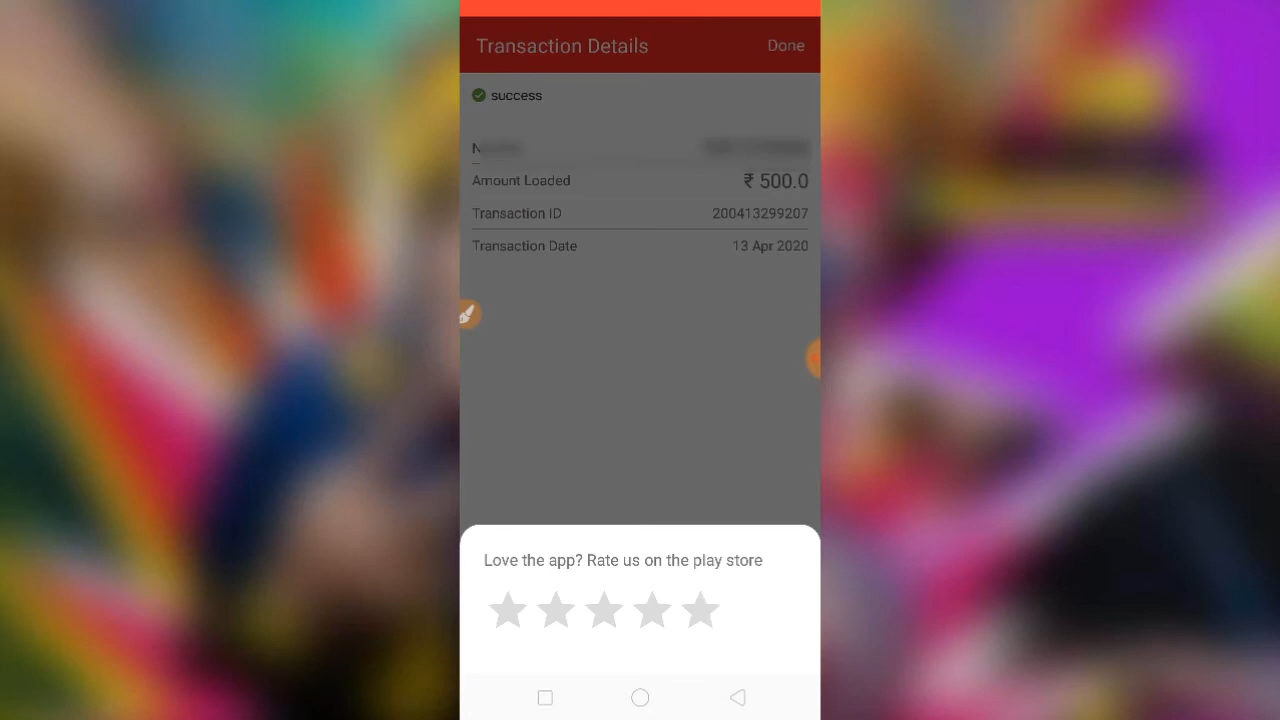 Transaction Details Done
success
Amount Loaded ₹ 500.0
Transaction ID 200413299207
Transaction Date 13 Apr 2020
Love the app? Rate us on the play store